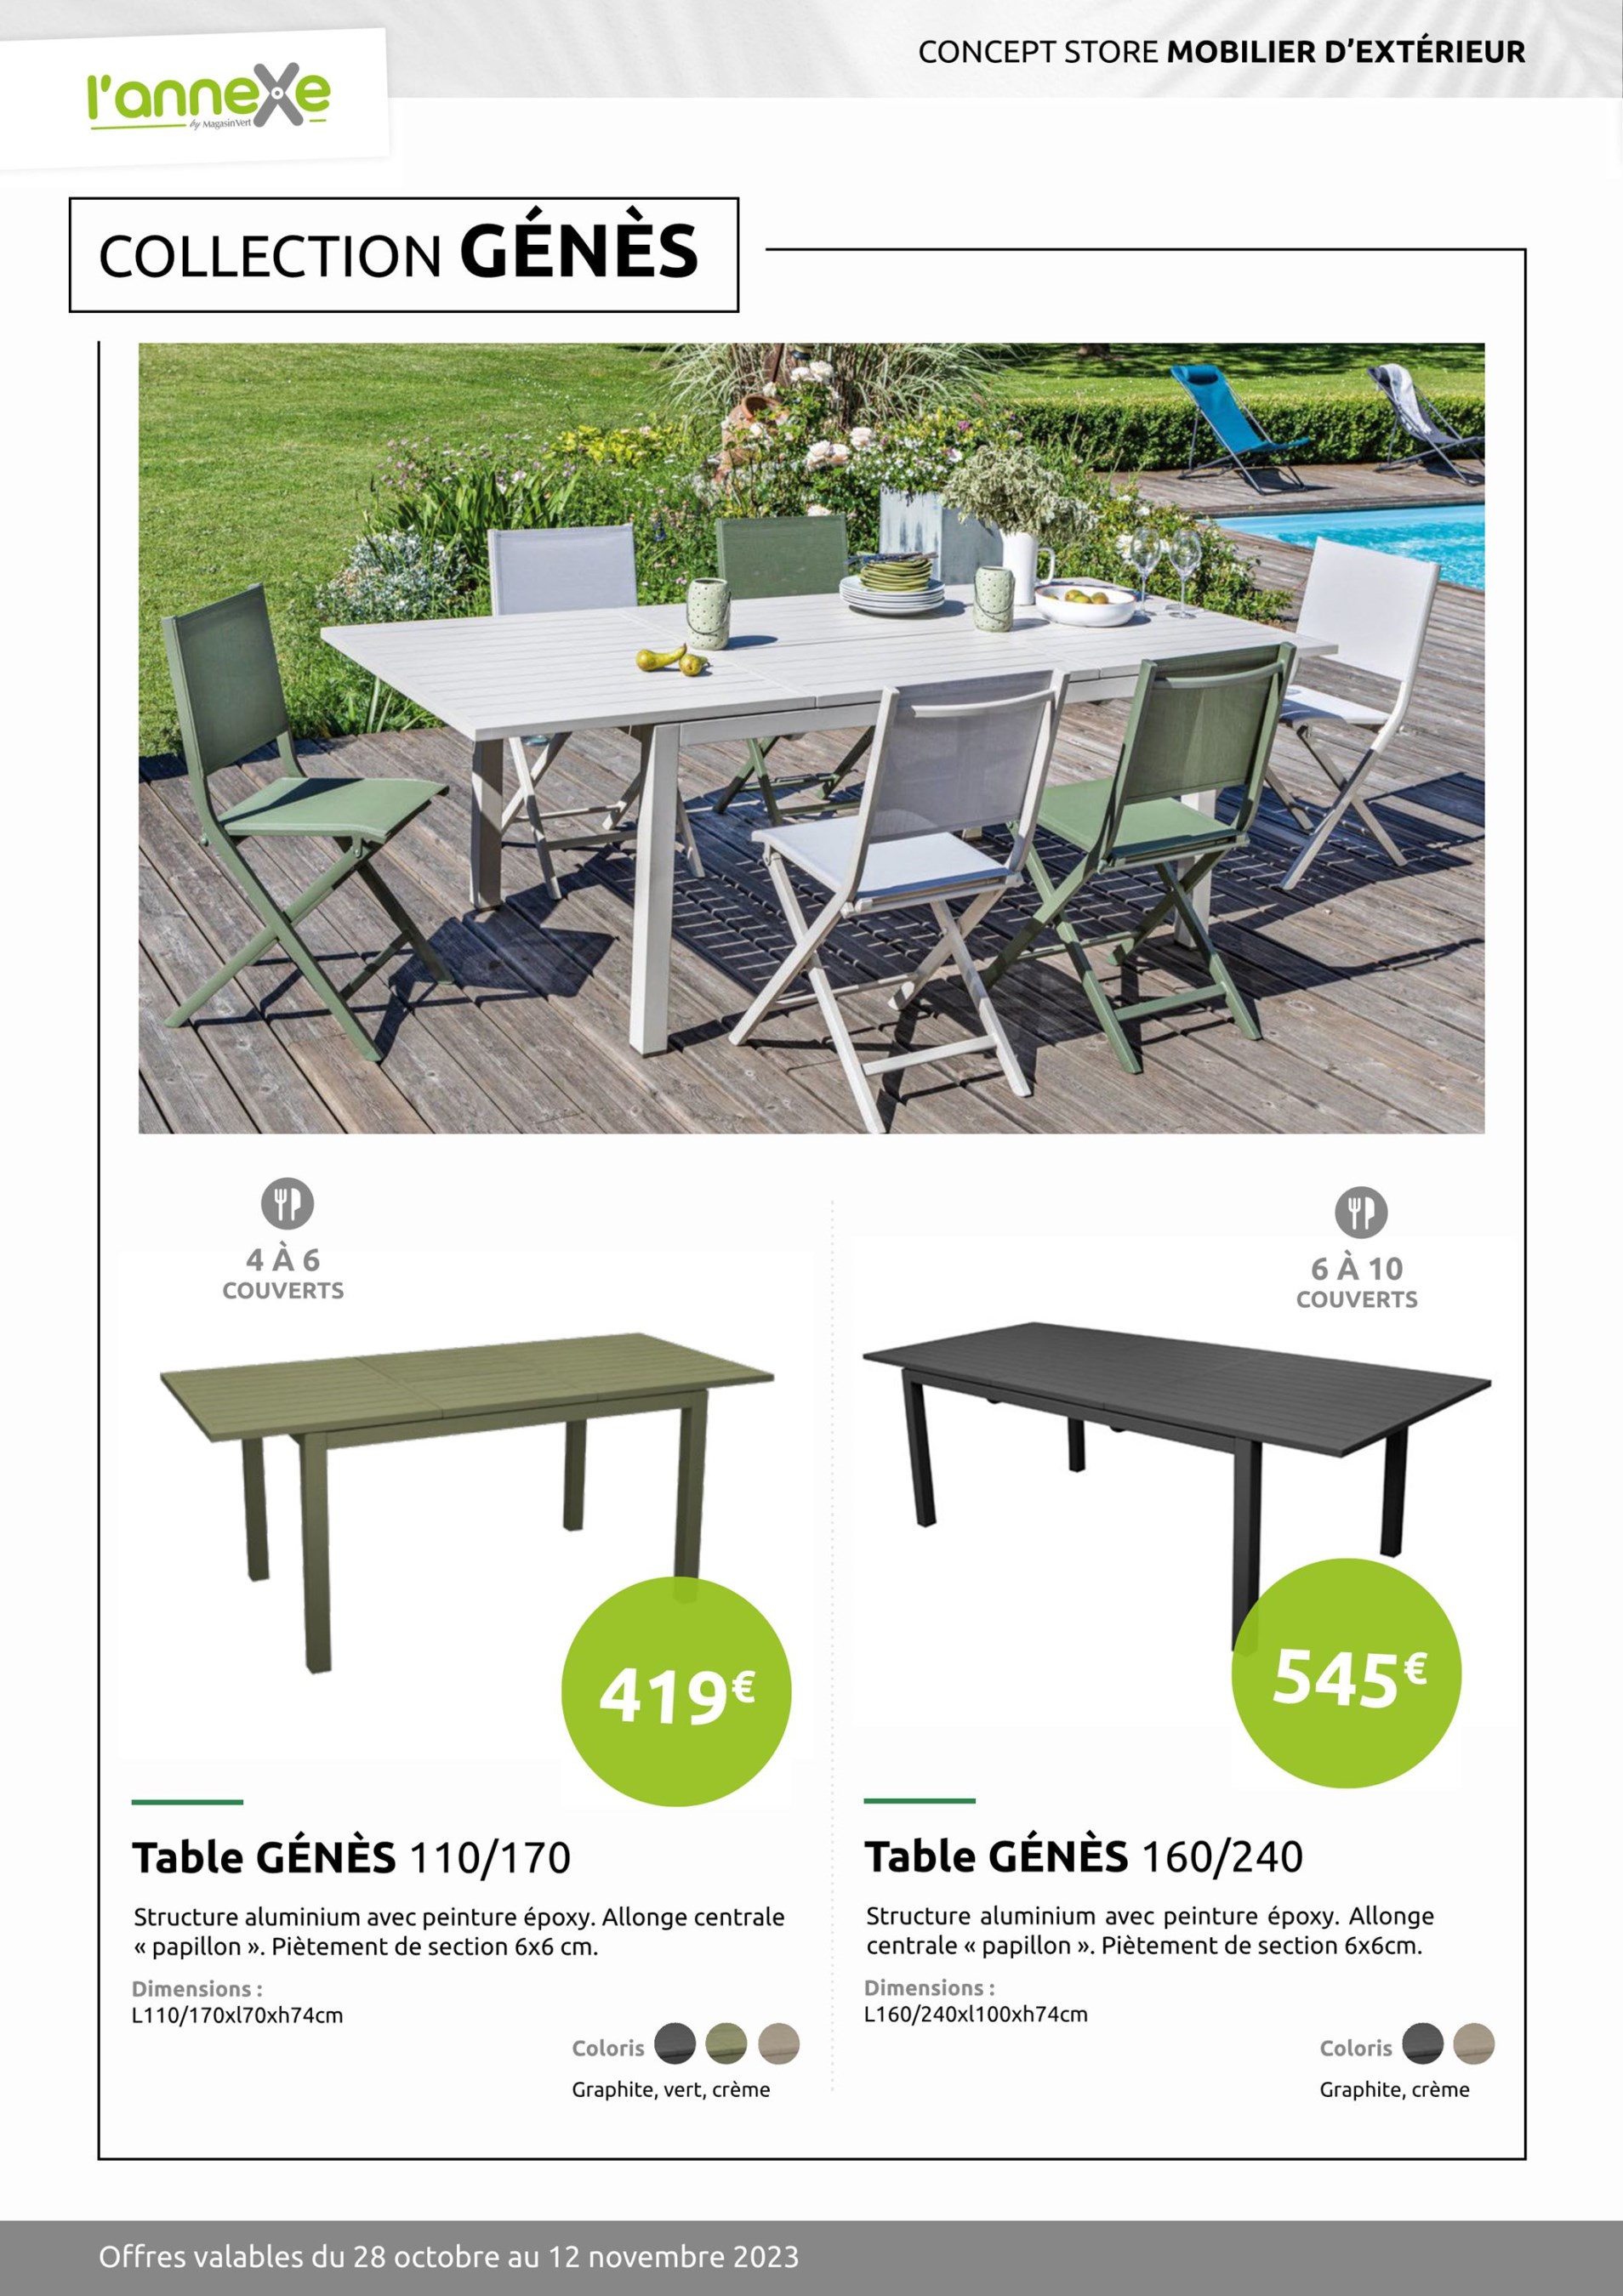 l'annexe
by MagasinVert
CONCEPT STORE MOBILIER D'EXTÉRIEUR
COLLECTION GÉNÈS
4 À 6
COUVERTS
6 À 10
COUVERTS
419€
545€
Table GÉNÈS 110/170
Structure aluminium avec peinture époxy. Allonge centrale
« papillon ». Piètement de section 6x6 cm.
Dimensions :
L110/170xl70xh74cm
Coloris
Graphite, vert, crème
Table GÉNÈS 160/240
Structure aluminium avec peinture époxy. Allonge
centrale « papillon ». Piètement de section 6x6cm.
Dimensions :
L160/240xl100xh74cm
Coloris
Graphite, crème
Offres valables du 28 octobre au 12 novembre 2023